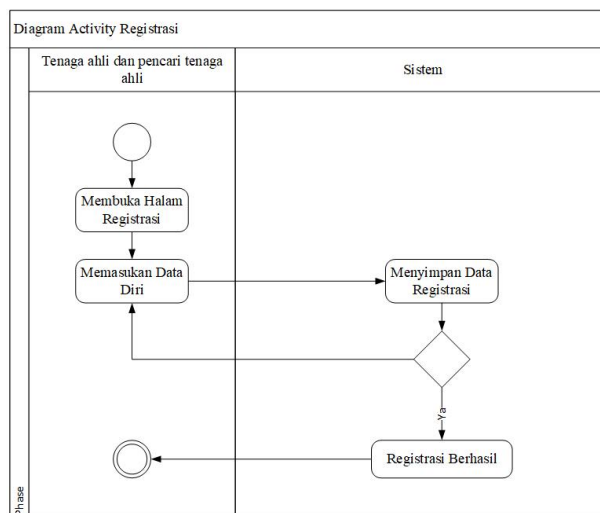 Diagram Activity Registrasi
Tenaga ahli dan pencari tenaga
ahli
Sistem
Membuka Halam
Registrasi
Memasukan Data
Diri
Menyimpan Data
Registrasi
Ya
Registrasi Berhasil
Phase